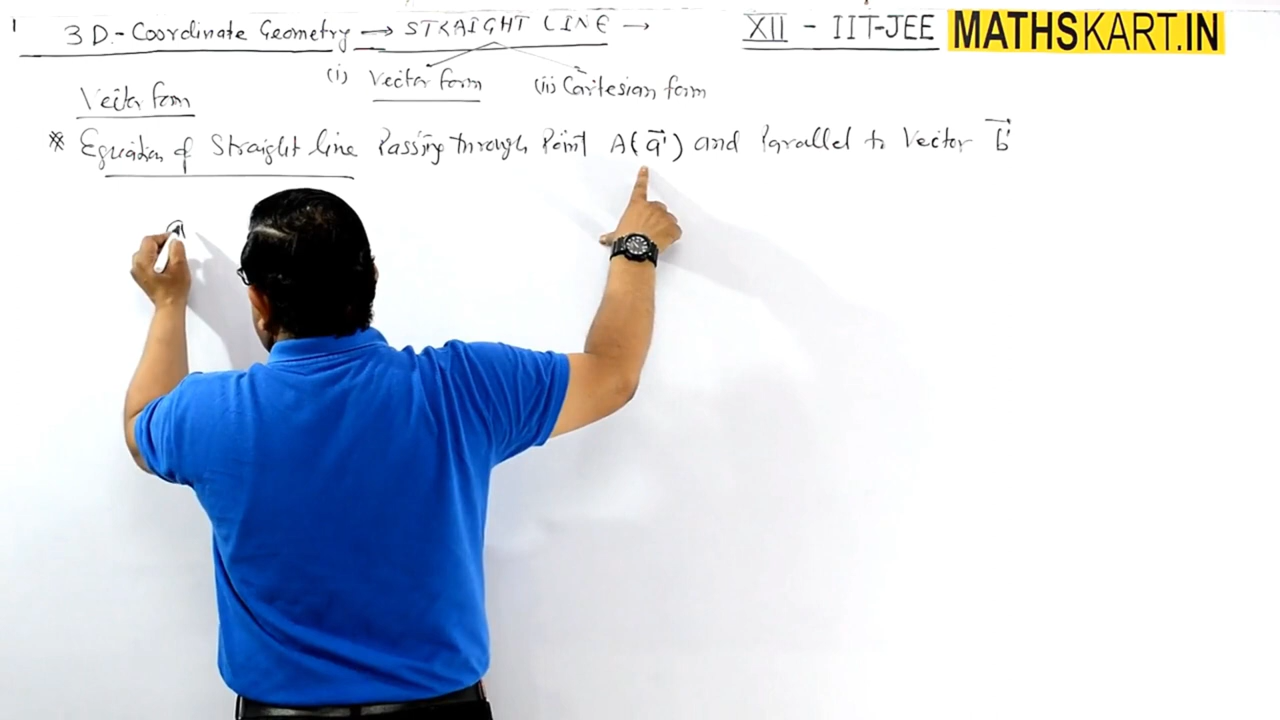 1
3D.- Coordinate Geometry → STRAIGHT LINE →
XII - IIT-JEE MATHSKART.IN
(i) Vector form (ii) Cartesian form
Vector form
* Equation of Straight line Passing through Point A(a⃗) and Parallel to Vector b⃗
A